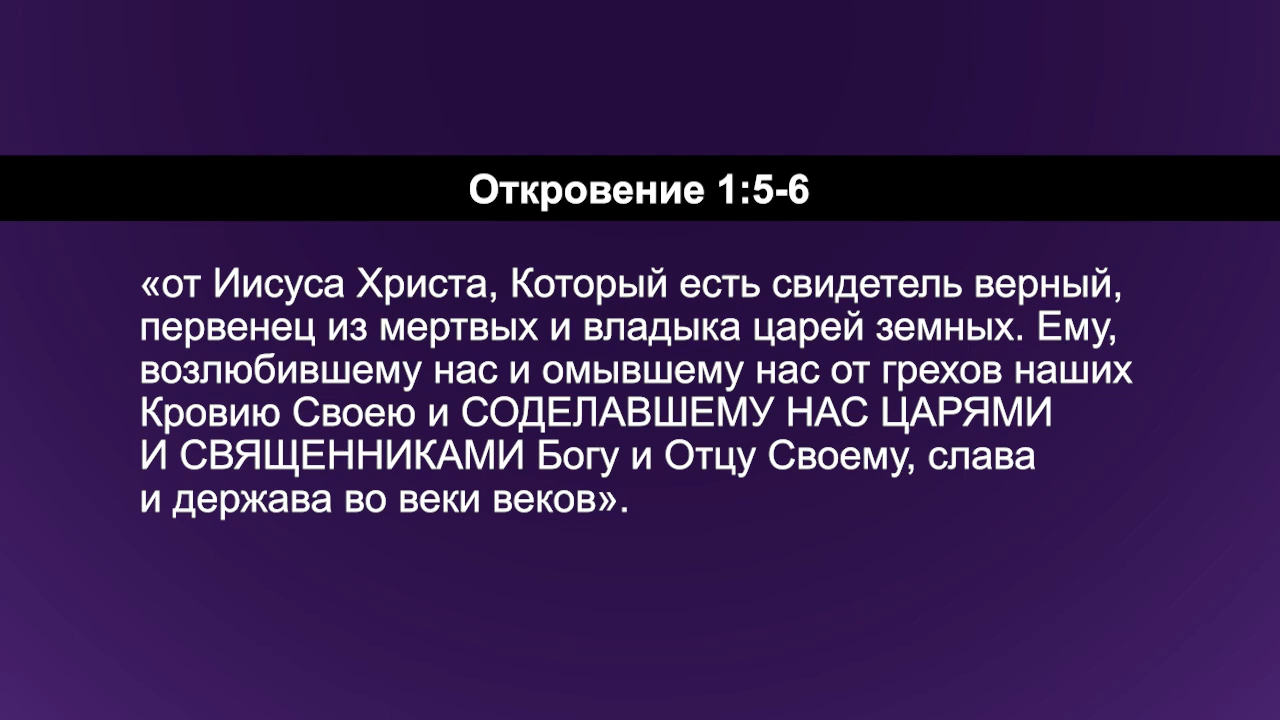 Откровение 1:5-6
«от Иисуса Христа, Который есть свидетель верный,
первенец из мертвых и владыка царей земных. Ему,
возлюбившему нас и омывшему нас от грехов наших
Кровию Своею и СОДЕЛАВШЕМУ НАС ЦАРЯМИ
И СВЯЩЕННИКАМИ Богу и Отцу Своему, слава
и держава во веки веков».